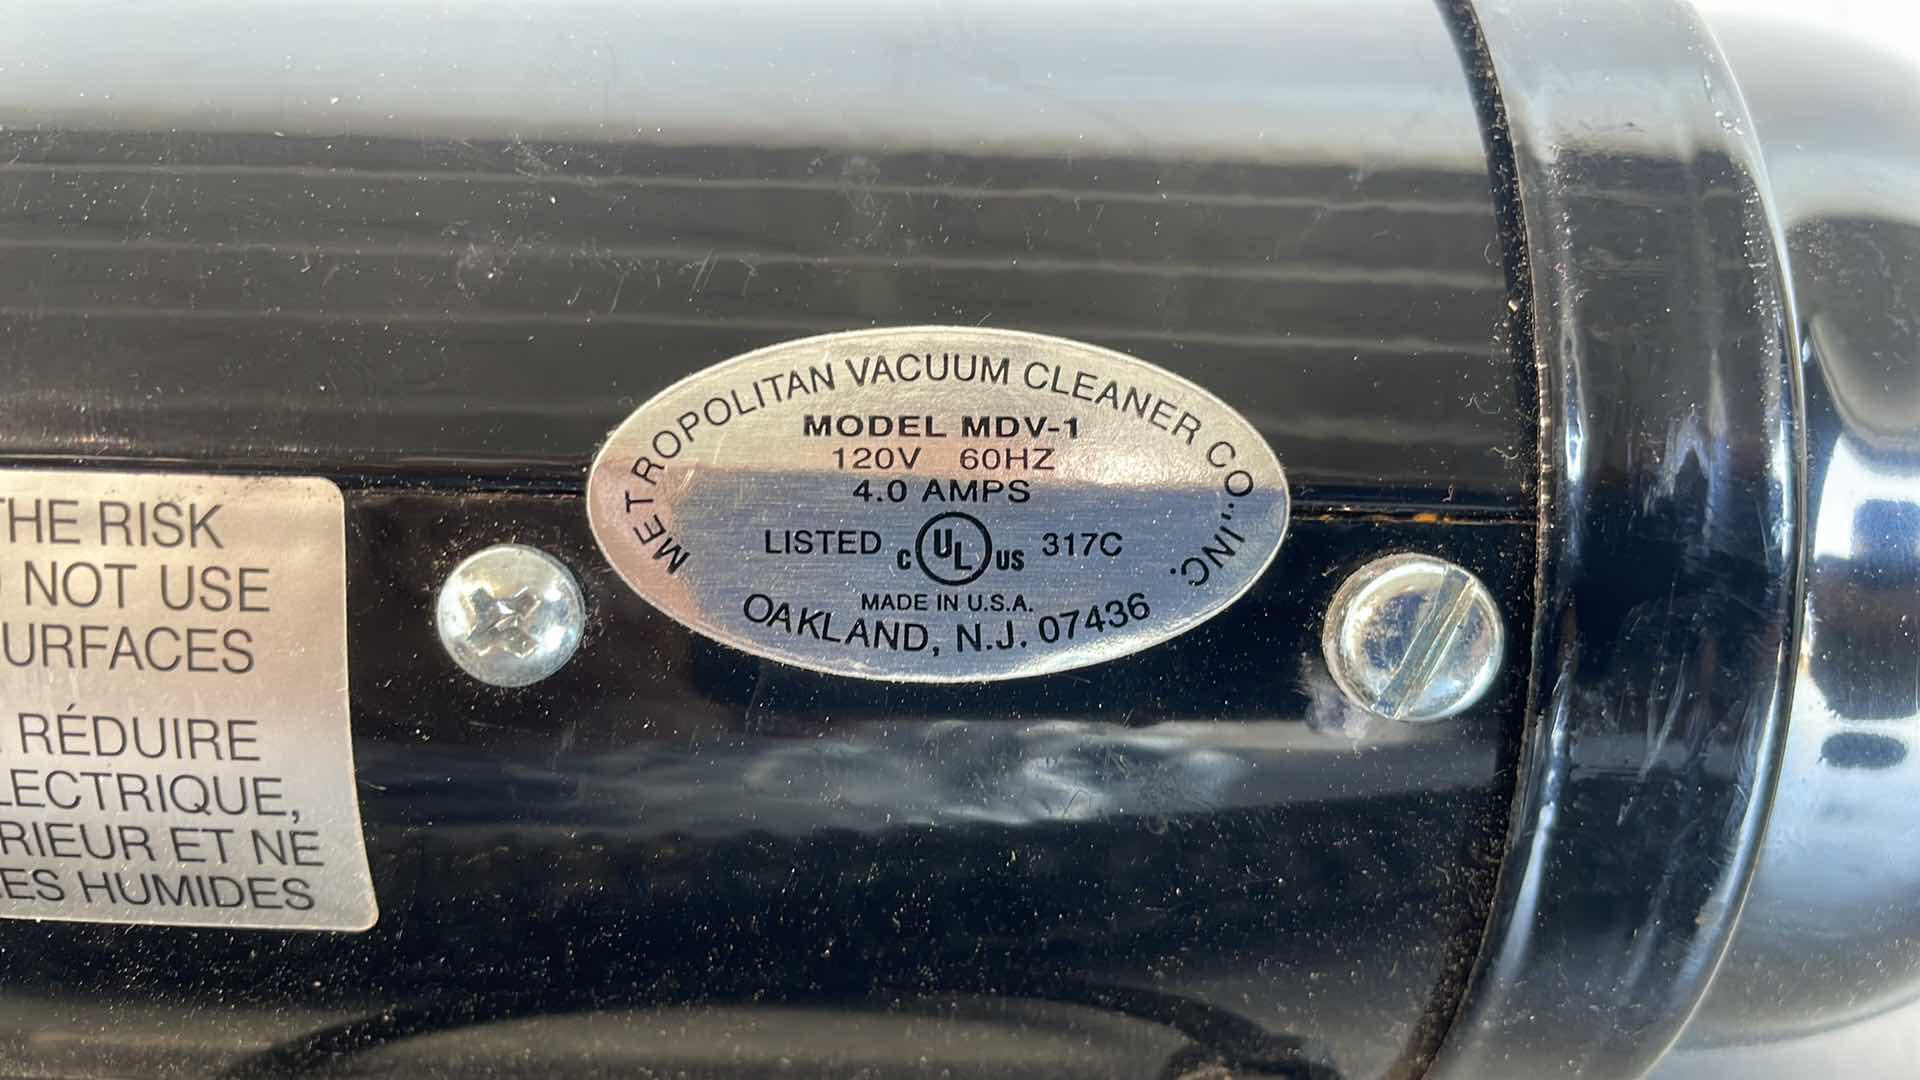 METROPOLITAN VACUUM CLEANER CO., INC.
MODEL MDV-1
120V 60HZ
4.0 AMPS
LISTED C UL US 317C
MADE IN U.S.A.
OAKLAND, N.J. 07436
THE RISK
NOT USE
URFACES
RÉDUIRE
LECTRIQUE,
RIEUR ET NE
ES HUMIDES